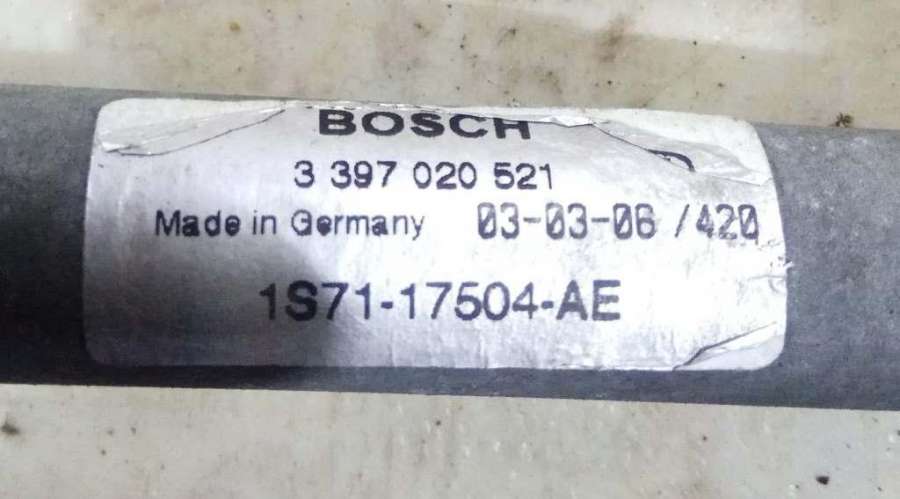 BOSCH
3 397 020 521
Made in Germany 03-03-06 /420
1S71-17504-AE